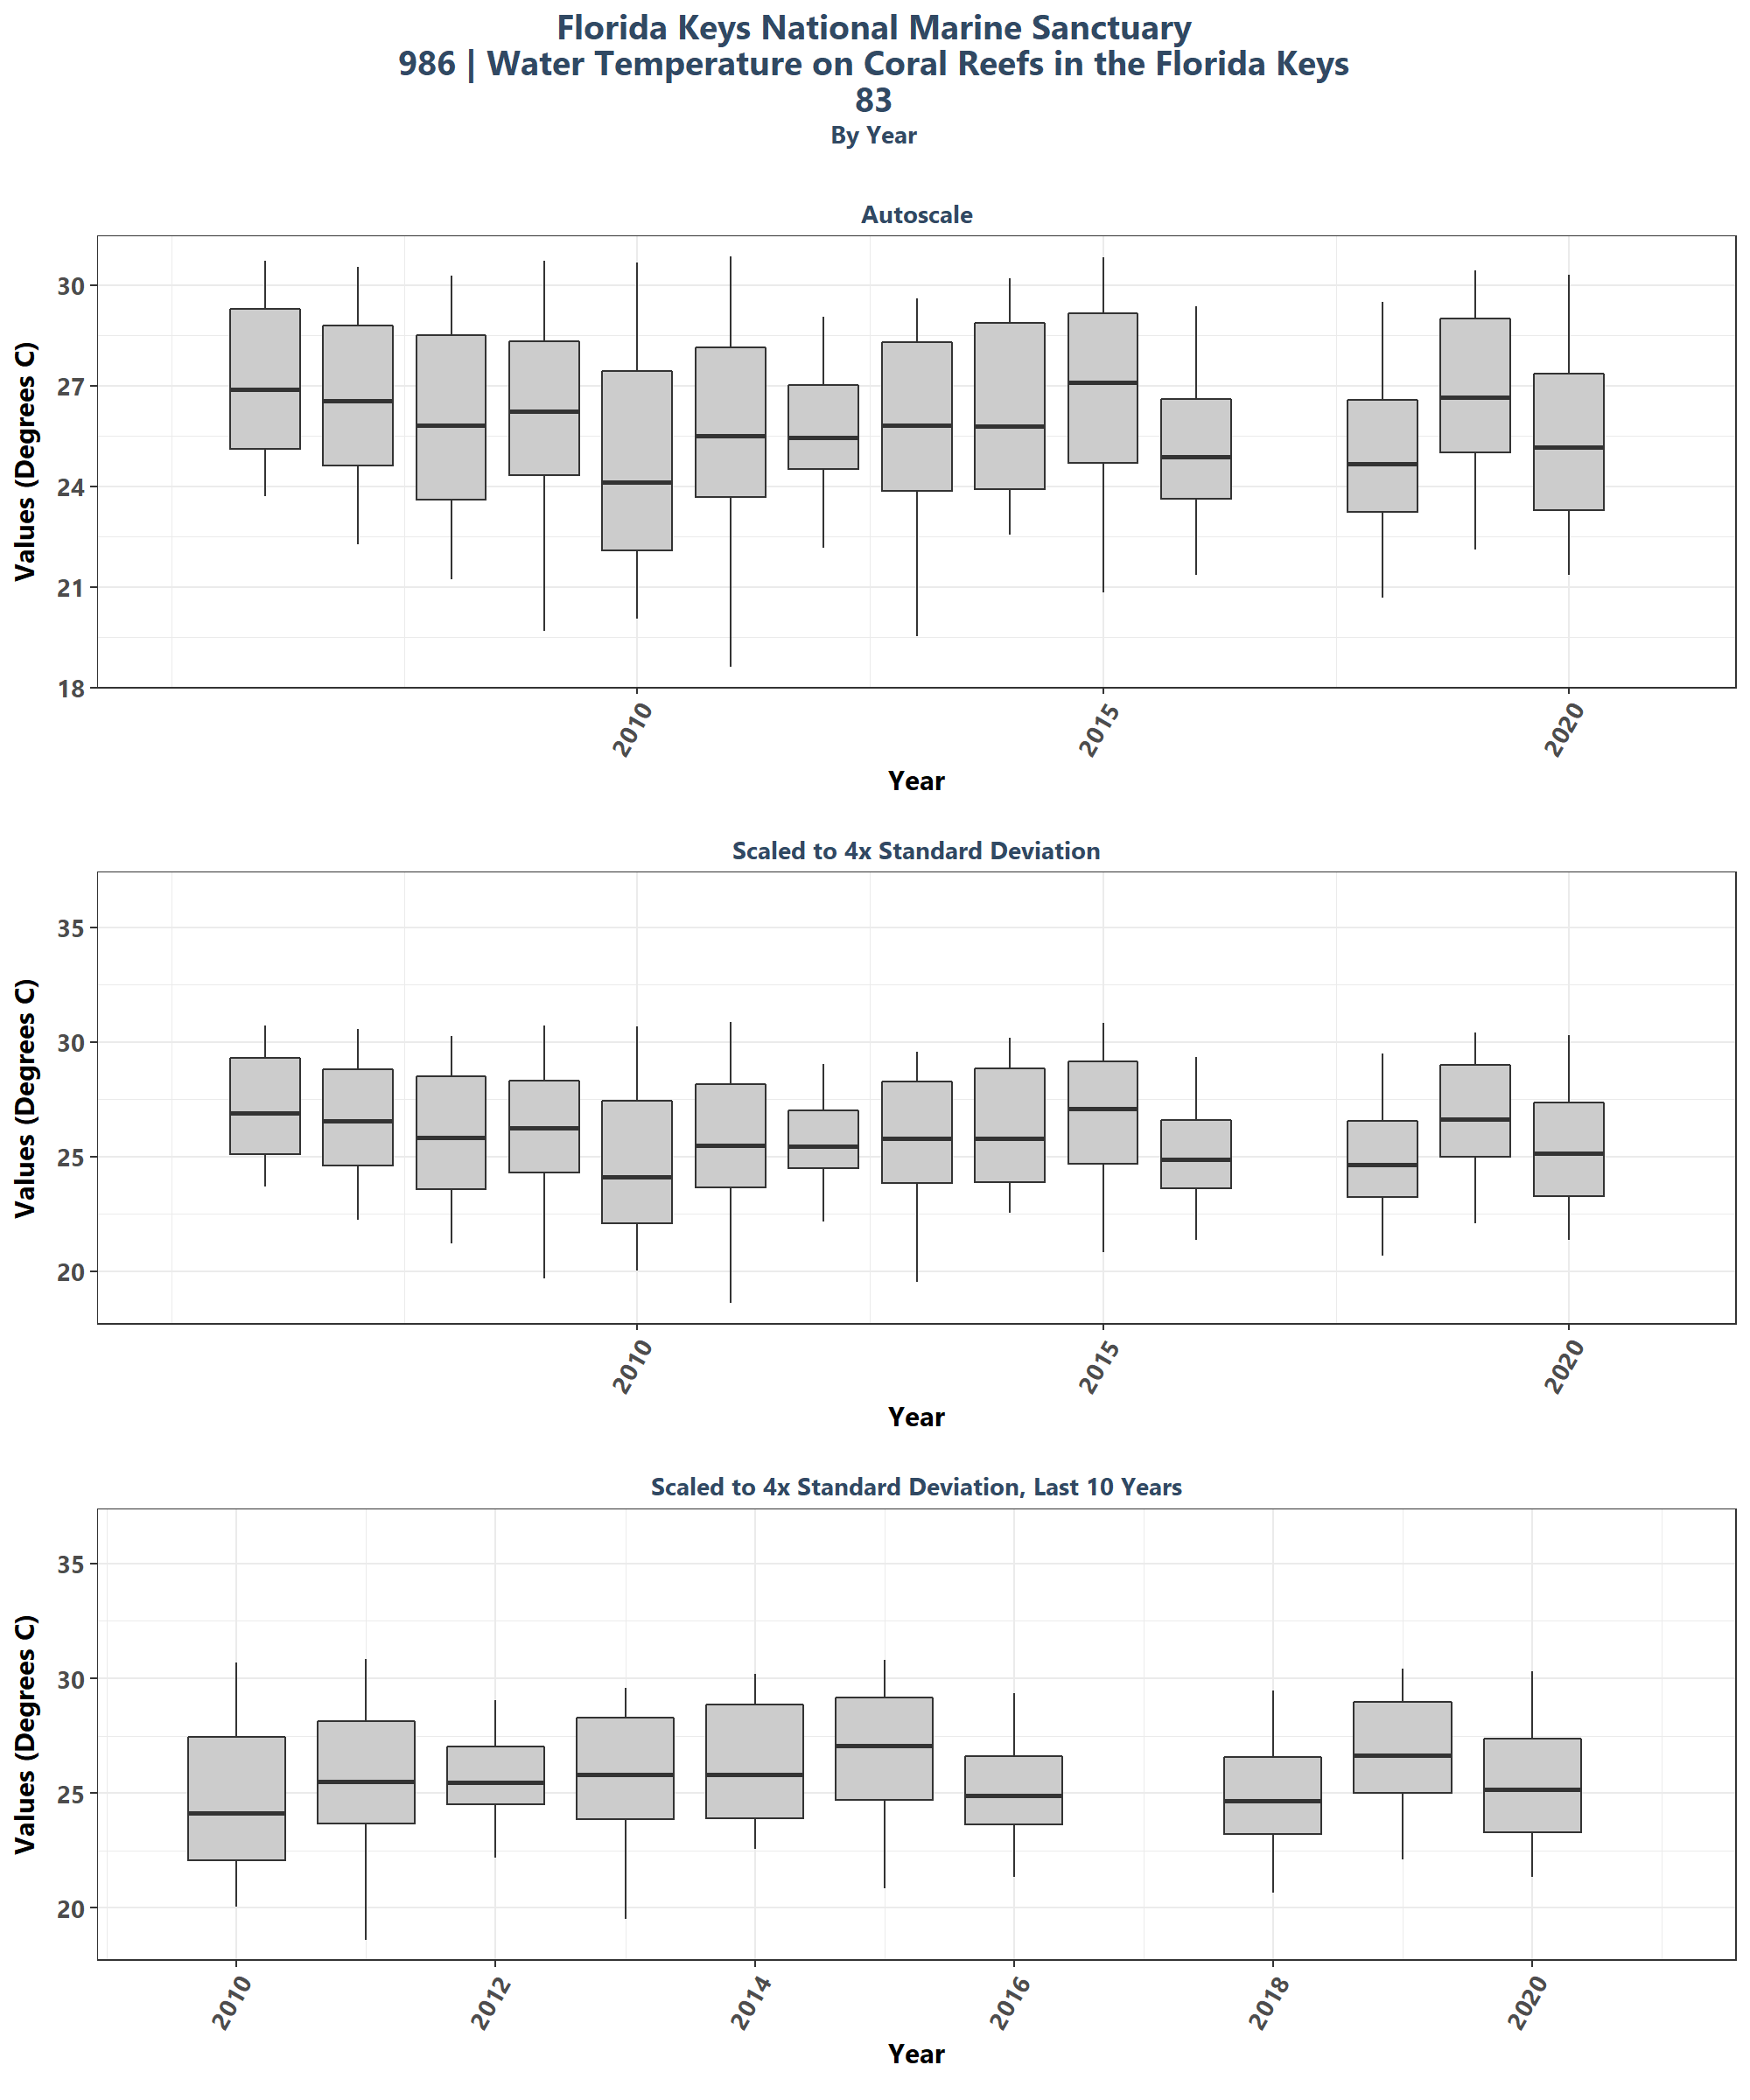 Florida Keys National Marine Sanctuary
986 | Water Temperature on Coral Reefs in the Florida Keys
83
By Year
Autoscale
Values (Degrees C)
30
27
24
21
18
2010
2015
2020
Year
Scaled to 4x Standard Deviation
Values (Degrees C)
35
30
25
20
2010
2015
2020
Year
Scaled to 4x Standard Deviation, Last 10 Years
Values (Degrees C)
35
30
25
20
2010
2012
2014
2016
2018
2020
Year